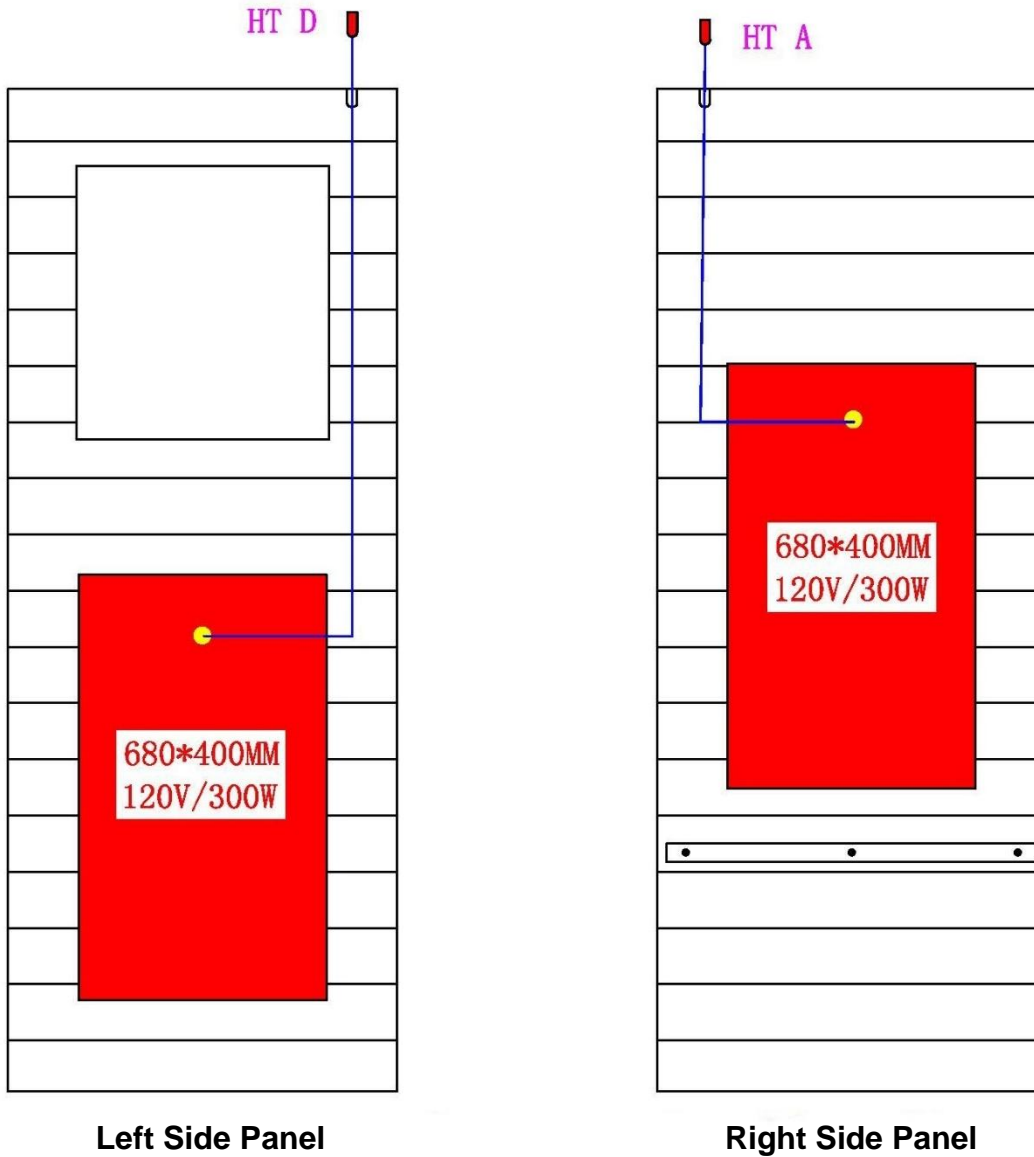 HT D
HT A
680*400MM
120V/300W
680*400MM
120V/300W
Left Side Panel
Right Side Panel